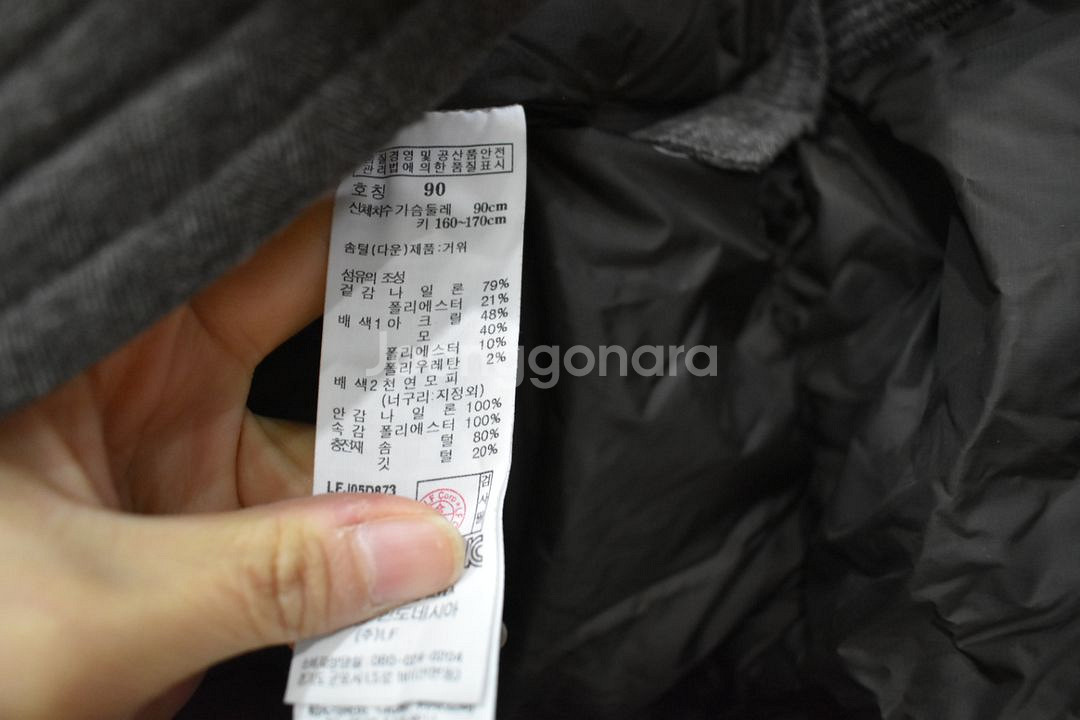 품질경영 및 공산품안전
관리법에 의한 품질표시
호칭 90
신체치수 가슴둘레 90cm
키 160~170cm
솜털(다운)제품:거위
섬유의 조성
겉감 나일론 79%
폴리에스터 21%
배색1 아크릴 48%
모 40%
폴리에스터 10%
폴리우레탄 2%
배색2 천연모피
(너구리:지정외)
안감 나일론 100%
속감 폴리에스터 100%
충전재 솜털 80%
깃털 20%
검사필
(주)LF